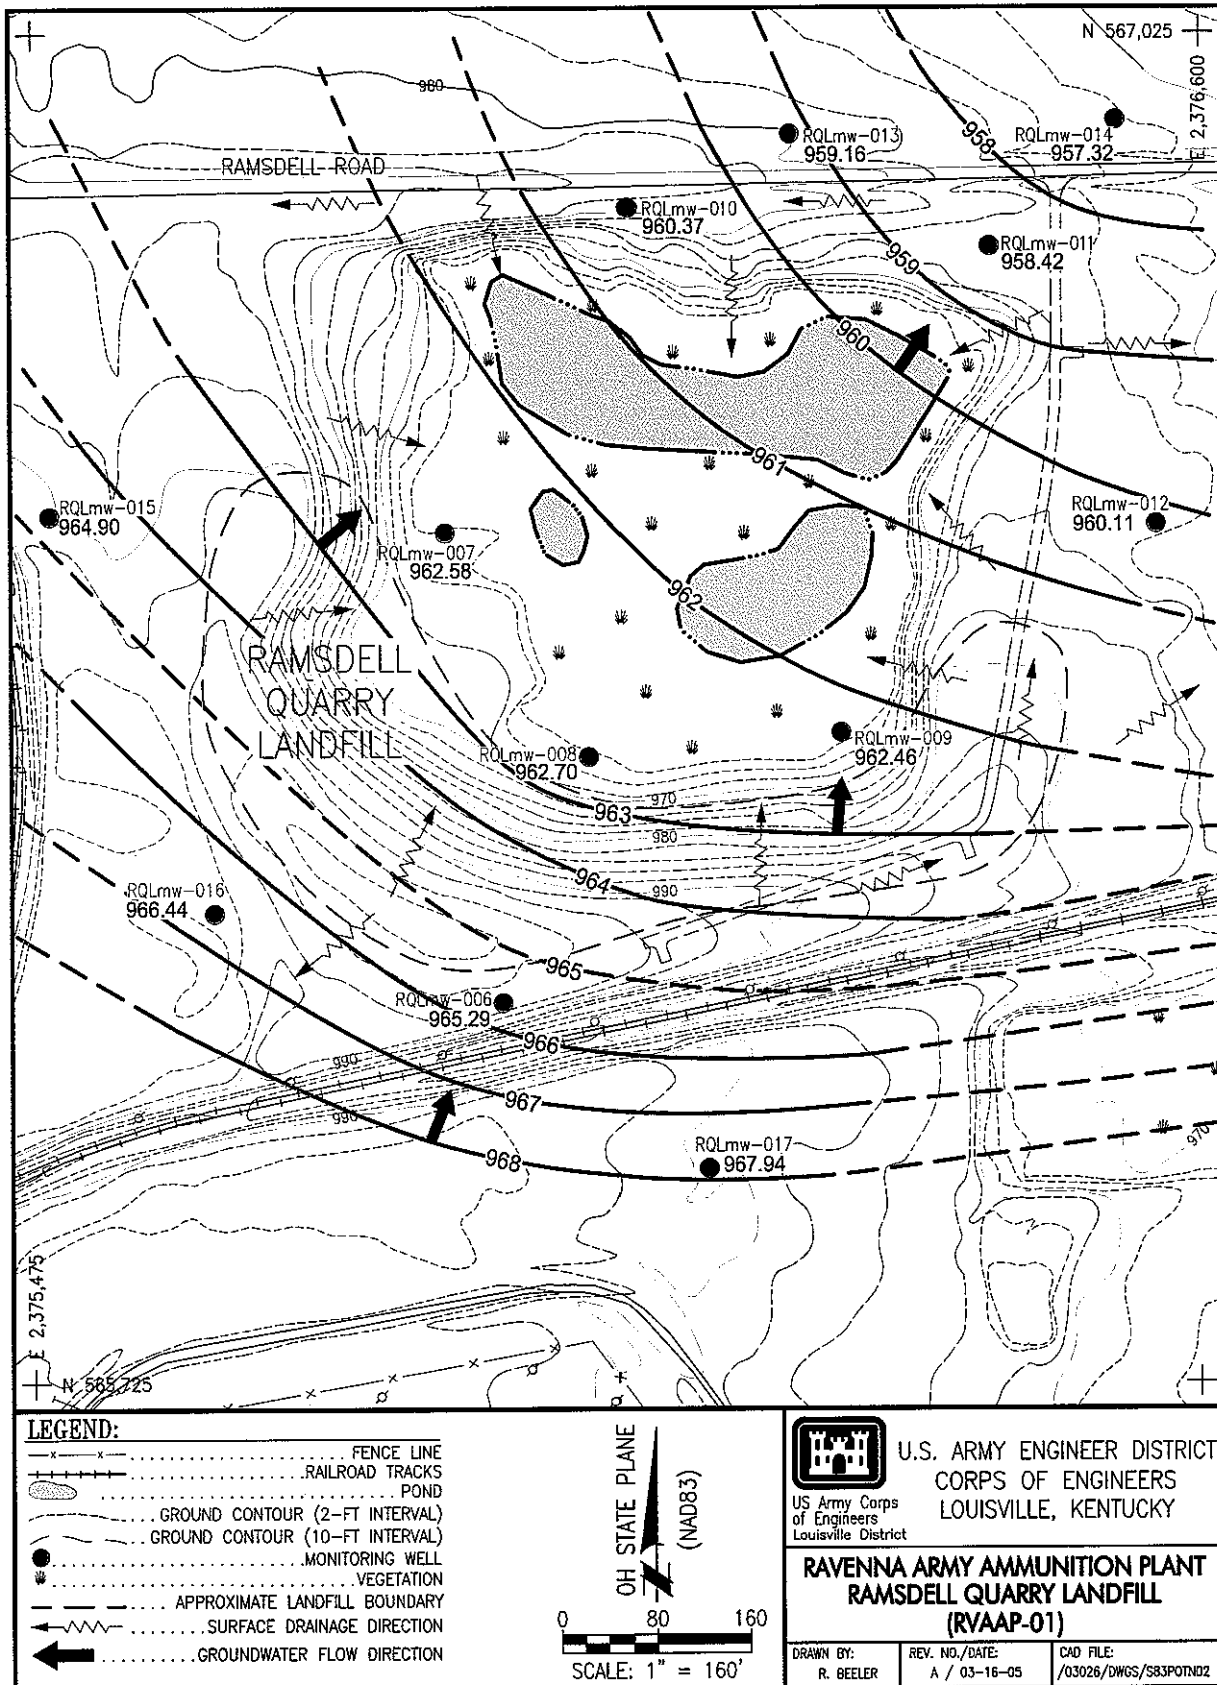 N 567,025
E 2,376,600
980
RQLmw-013
959.16
958
RQLmw-014
957.32
RAMSDELL ROAD
RQLmw-010
960.37
RQLmw-011
958.42
959
960
961
RQLmw-015
964.90
RQLmw-007
962.58
RQLmw-012
960.11
962
RAMSDELL
QUARRY
LANDFILL
RQLmw-008
962.70
RQLmw-009
962.46
970
963
980
964
990
RQLmw-016
966.44
965
RQLmw-006
965.29
966
990
967
990
968
RQLmw-017
967.94
970
E 2,375,475
N 565,725
LEGEND:
FENCE LINE
RAILROAD TRACKS
POND
GROUND CONTOUR (2-FT INTERVAL)
GROUND CONTOUR (10-FT INTERVAL)
MONITORING WELL
VEGETATION
APPROXIMATE LANDFILL BOUNDARY
SURFACE DRAINAGE DIRECTION
GROUNDWATER FLOW DIRECTION
OH STATE PLANE
(NAD83)
0 80 160
SCALE: 1" = 160'
US Army Corps
of Engineers
Louisville District
U.S. ARMY ENGINEER DISTRICT
CORPS OF ENGINEERS
LOUISVILLE, KENTUCKY
RAVENNA ARMY AMMUNITION PLANT
RAMSDELL QUARRY LANDFILL
(RVAAP-01)
DRAWN BY:
R. BEELER
REV. NO./DATE:
A / 03-16-05
CAD FILE:
/03026/DWGS/S83POTND2